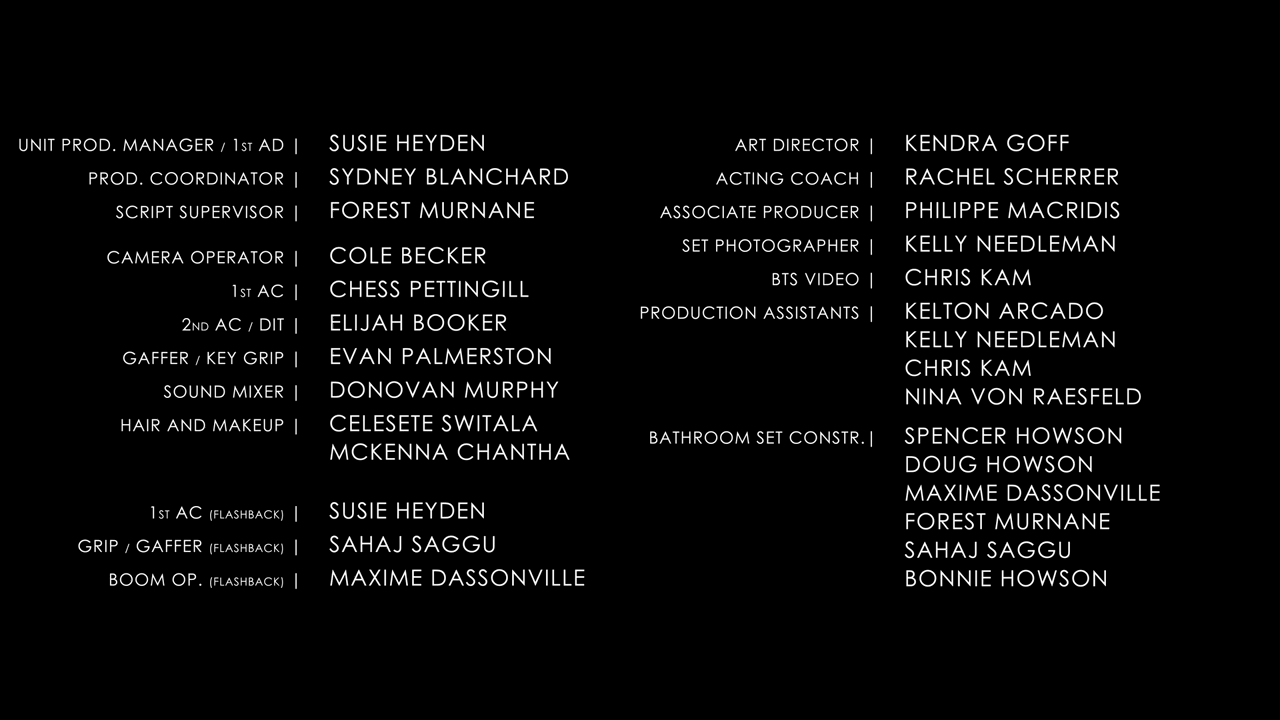 UNIT PROD. MANAGER / 1ST AD | SUSIE HEYDEN
PROD. COORDINATOR | SYDNEY BLANCHARD
SCRIPT SUPERVISOR | FOREST MURNANE
CAMERA OPERATOR | COLE BECKER
1ST AC | CHESS PETTINGILL
2ND AC / DIT | ELIJAH BOOKER
GAFFER / KEY GRIP | EVAN PALMERSTON
SOUND MIXER | DONOVAN MURPHY
HAIR AND MAKEUP | CELESETE SWITALA
MCKENNA CHANTHA
1ST AC (FLASHBACK) | SUSIE HEYDEN
GRIP / GAFFER (FLASHBACK) | SAHAJ SAGGU
BOOM OP. (FLASHBACK) | MAXIME DASSONVILLE
ART DIRECTOR | KENDRA GOFF
ACTING COACH | RACHEL SCHERRER
ASSOCIATE PRODUCER | PHILIPPE MACRIDIS
SET PHOTOGRAPHER | KELLY NEEDLEMAN
BTS VIDEO | CHRIS KAM
PRODUCTION ASSISTANTS | KELTON ARCADO
KELLY NEEDLEMAN
CHRIS KAM
NINA VON RAESFELD
BATHROOM SET CONSTR.| SPENCER HOWSON
DOUG HOWSON
MAXIME DASSONVILLE
FOREST MURNANE
SAHAJ SAGGU
BONNIE HOWSON